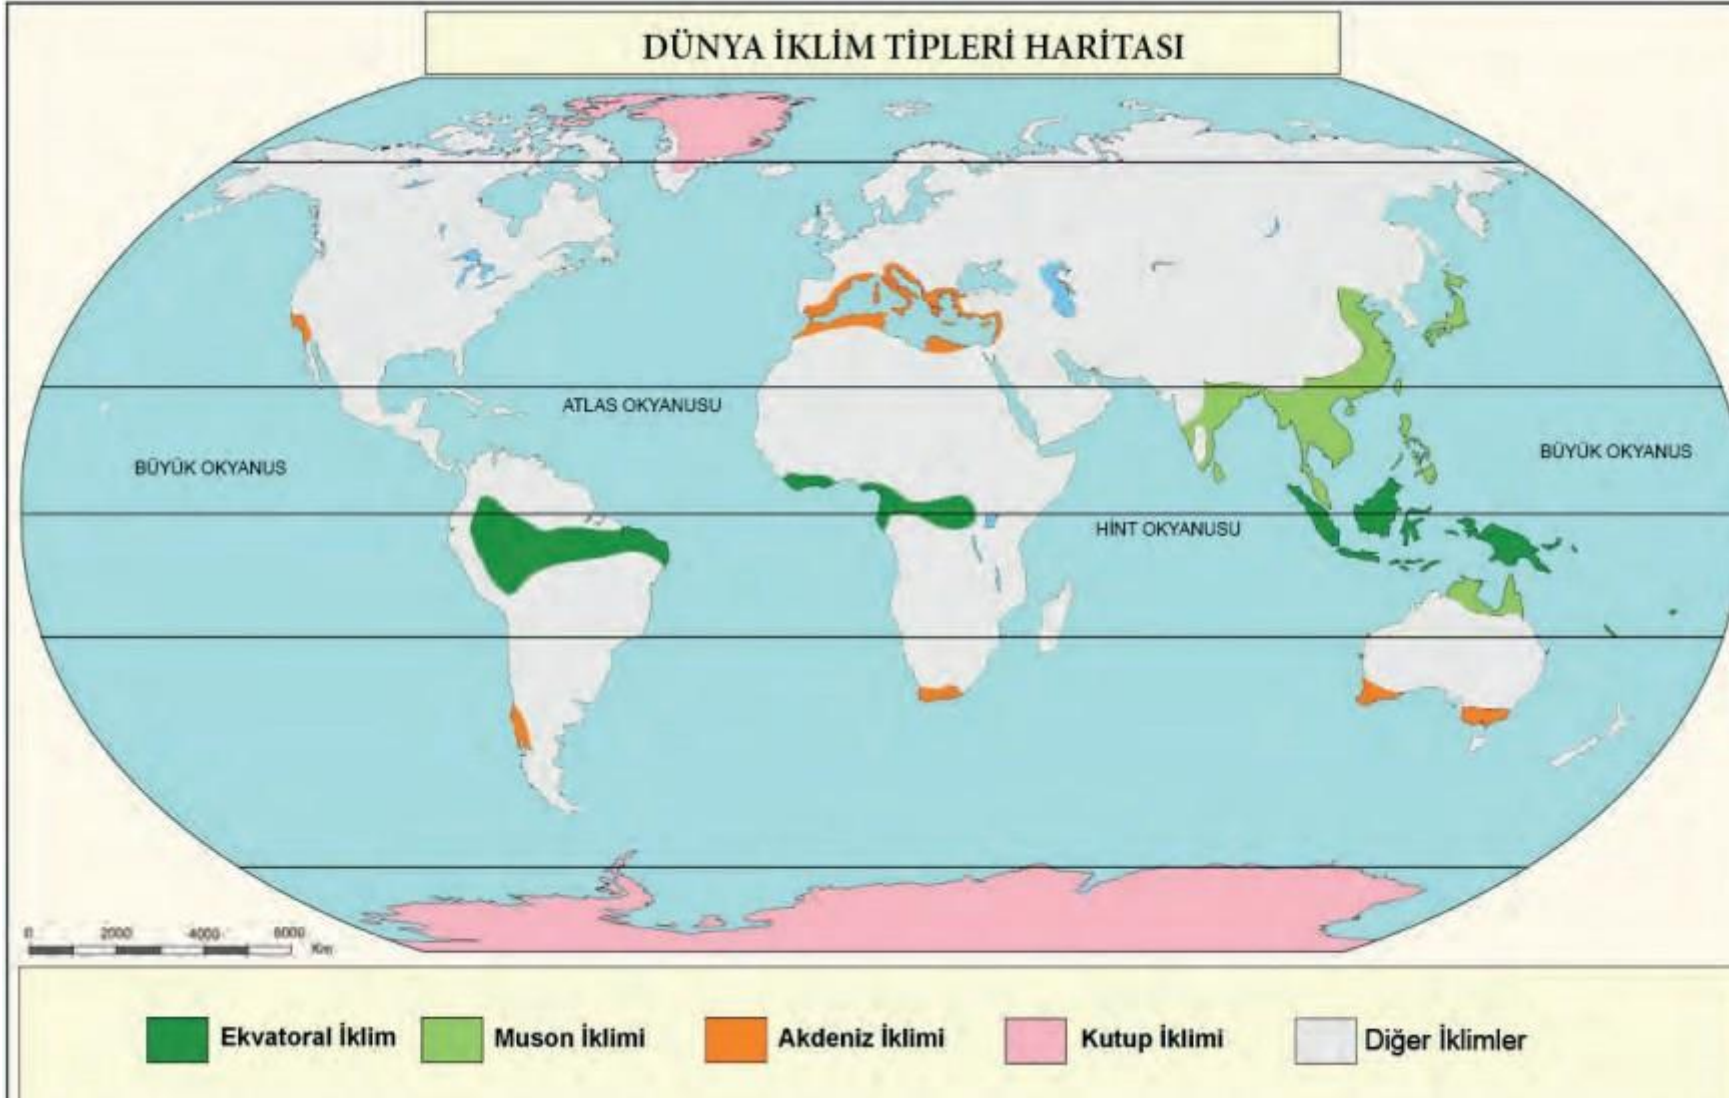 DÜNYA İKLİM TİPLERİ HARİTASI
ATLAS OKYANUSU
BÜYÜK OKYANUS
BÜYÜK OKYANUS
HİNT OKYANUSU
0 2000 4000 6000
Km
Ekvatoral İklim
Muson İklimi
Akdeniz İklimi
Kutup İklimi
Diğer İklimler